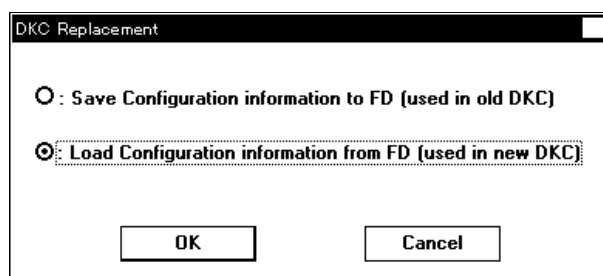 DKC Replacement
: Save Configuration information to FD (used in old DKC)
: Load Configuration information from FD (used in new DKC)
OK Cancel